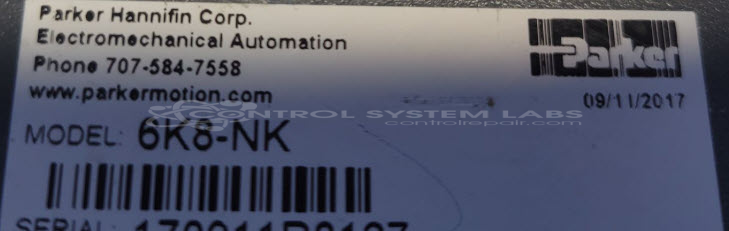 Parker Hannifin Corp.
Electromechanical Automation
Phone 707-584-7558
www.parkermotion.com
Parker
09/11/2017
CONTROL SYSTEM LABS
controlrepair.com
MODEL: 6K8-NK
SERIAL: